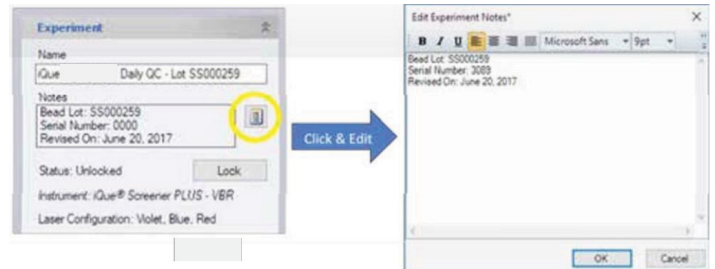 Experiment
Name
iQue Daily QC - Lot SS000259
Notes
Bead Lot: SS000259
Serial Number: 0000
Revised On: June 20, 2017
Status: Unlocked
Lock
Instrument: iQue® Screener PLUS - VBR
Laser Configuration: Violet, Blue, Red
Click & Edit
Edit Experiment Notes*
B I U Microsoft Sans 9pt
Bead Lot: SS000259
Serial Number: 3089
Revised On: June 20, 2017
OK Cancel